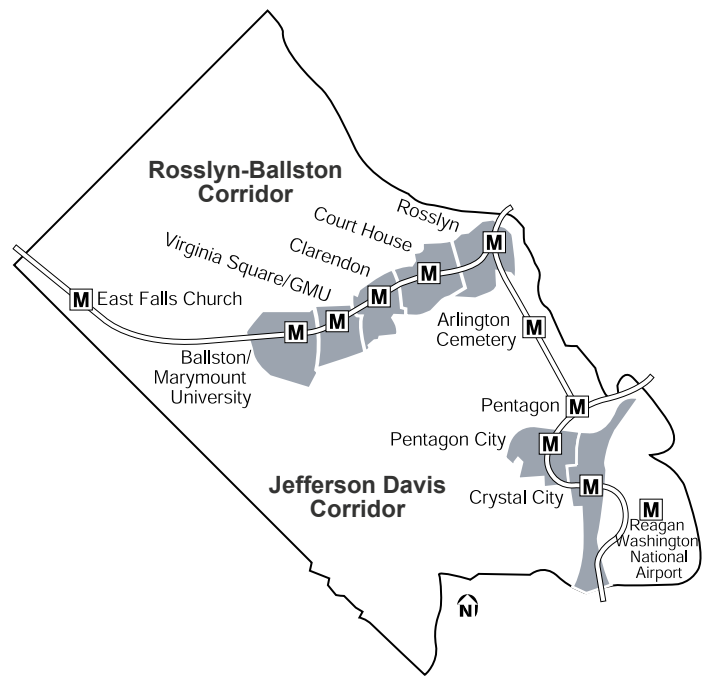 Rosslyn-Ballston
Corridor
Rosslyn
Court House
Clarendon
Virginia Square/GMU
M
M
M
M
M
M
East Falls Church
Ballston/
Marymount
University
Arlington
Cemetery
M
Pentagon
M
Pentagon City
M
Jefferson Davis
Corridor
Crystal City
M
M
Reagan
Washington
National
Airport
N